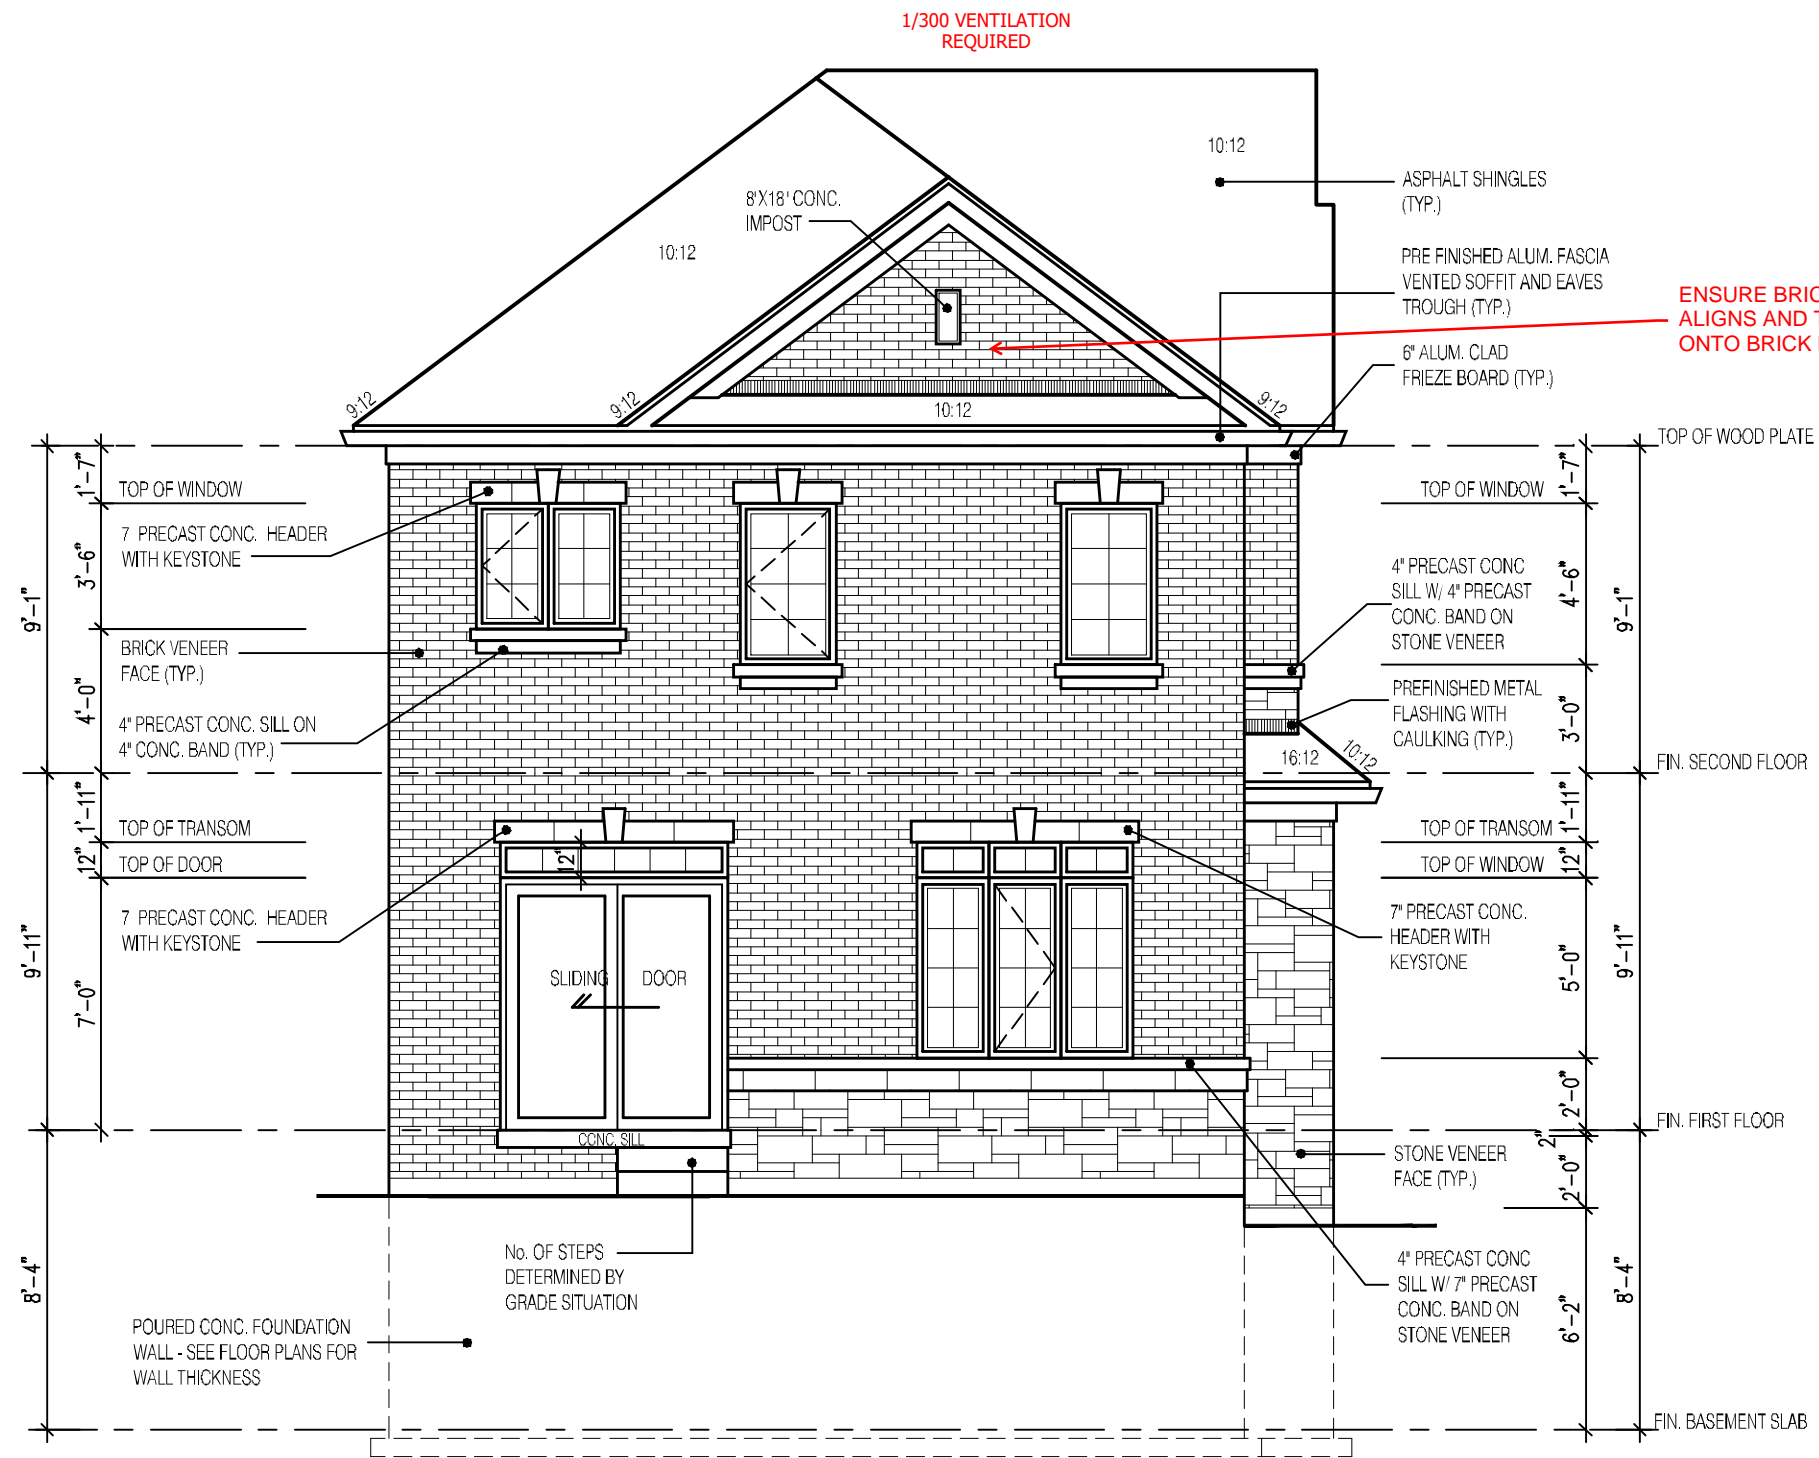 1/300 VENTILATION
REQUIRED
10:12
ASPHALT SHINGLES
(TYP.)
8'X18' CONC.
IMPOST
10:12
PRE FINISHED ALUM. FASCIA
VENTED SOFFIT AND EAVES
TROUGH (TYP.)
ENSURE
ALIGNS AND
ONTO BRICK
6" ALUM. CLAD
FRIEZE BOARD (TYP.)
9:12
9:12
10:12
9:12
TOP OF WOOD PLATE
1'-7"
TOP OF WINDOW
7 PRECAST CONC. HEADER
WITH KEYSTONE
3'-6"
9'-1"
BRICK VENEER
FACE (TYP.)
4'-0"
4" PRECAST CONC. SILL ON
4" CONC. BAND (TYP.)
1'-7"
TOP OF WINDOW
4" PRECAST CONC
SILL W/ 4" PRECAST
CONC. BAND ON
STONE VENEER
4'-6"
9'-1"
PREFINISHED METAL
FLASHING WITH
CAULKING (TYP.)
3'-0"
16:12
10:12
FIN. SECOND FLOOR
1'-11"
TOP OF TRANSOM
12"
TOP OF DOOR
7 PRECAST CONC. HEADER
WITH KEYSTONE
9'-11"
7'-0"
12"
SLIDING DOOR
CONC. SILL
1'-11"
TOP OF TRANSOM
12"
TOP OF WINDOW
7" PRECAST CONC.
HEADER WITH
KEYSTONE
5'-0"
9'-11"
2'-0"
FIN. FIRST FLOOR
2"
STONE VENEER
FACE (TYP.)
2'-0"
No. OF STEPS
DETERMINED BY
GRADE SITUATION
8'-4"
POURED CONC. FOUNDATION
WALL - SEE FLOOR PLANS FOR
WALL THICKNESS
4" PRECAST CONC
SILL W/ 7" PRECAST
CONC. BAND ON
STONE VENEER
6'-2"
8'-4"
FIN. BASEMENT SLAB